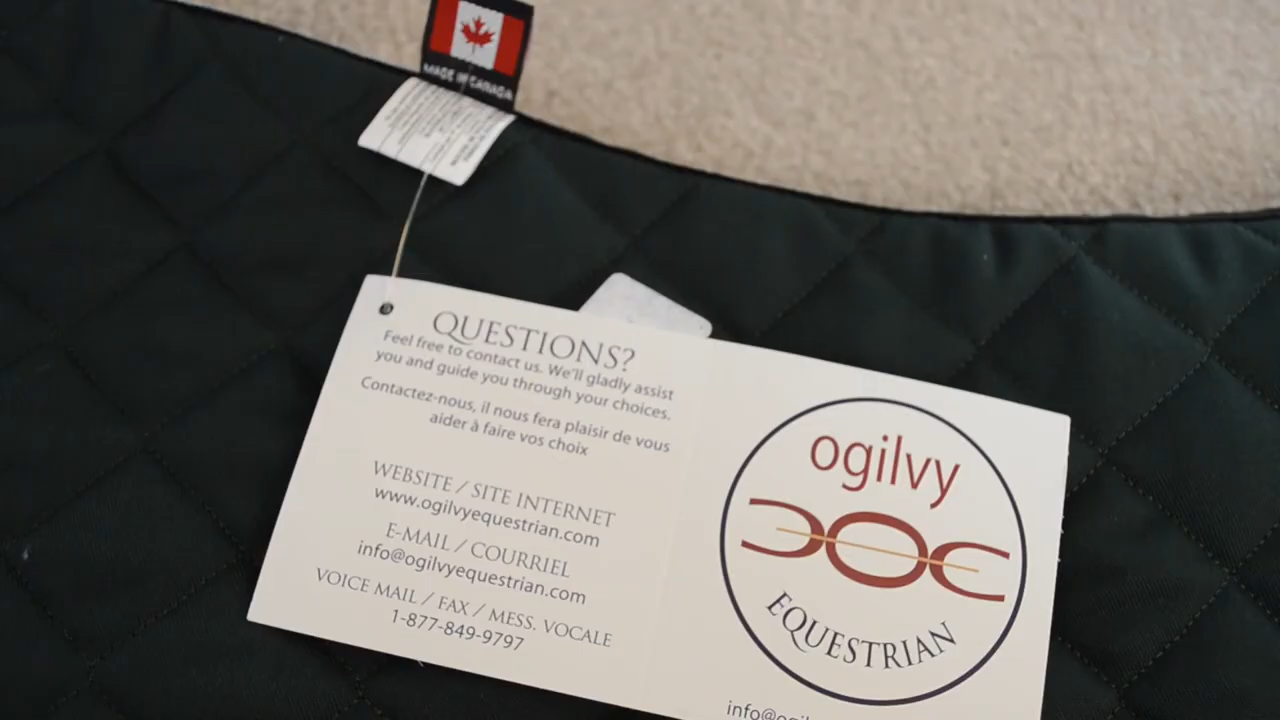 MADE IN CANADA
QUESTIONS?
Feel free to contact us. We'll gladly assist
you and guide you through your choices.
Contactez-nous, il nous fera plaisir de vous
aider à faire vos choix
WEBSITE / SITE INTERNET
www.ogilvyequestrian.com
E-MAIL / COURRIEL
info@ogilvyequestrian.com
VOICE MAIL / FAX / MESS. VOCALE
1-877-849-9797
ogilvy
EQUESTRIAN